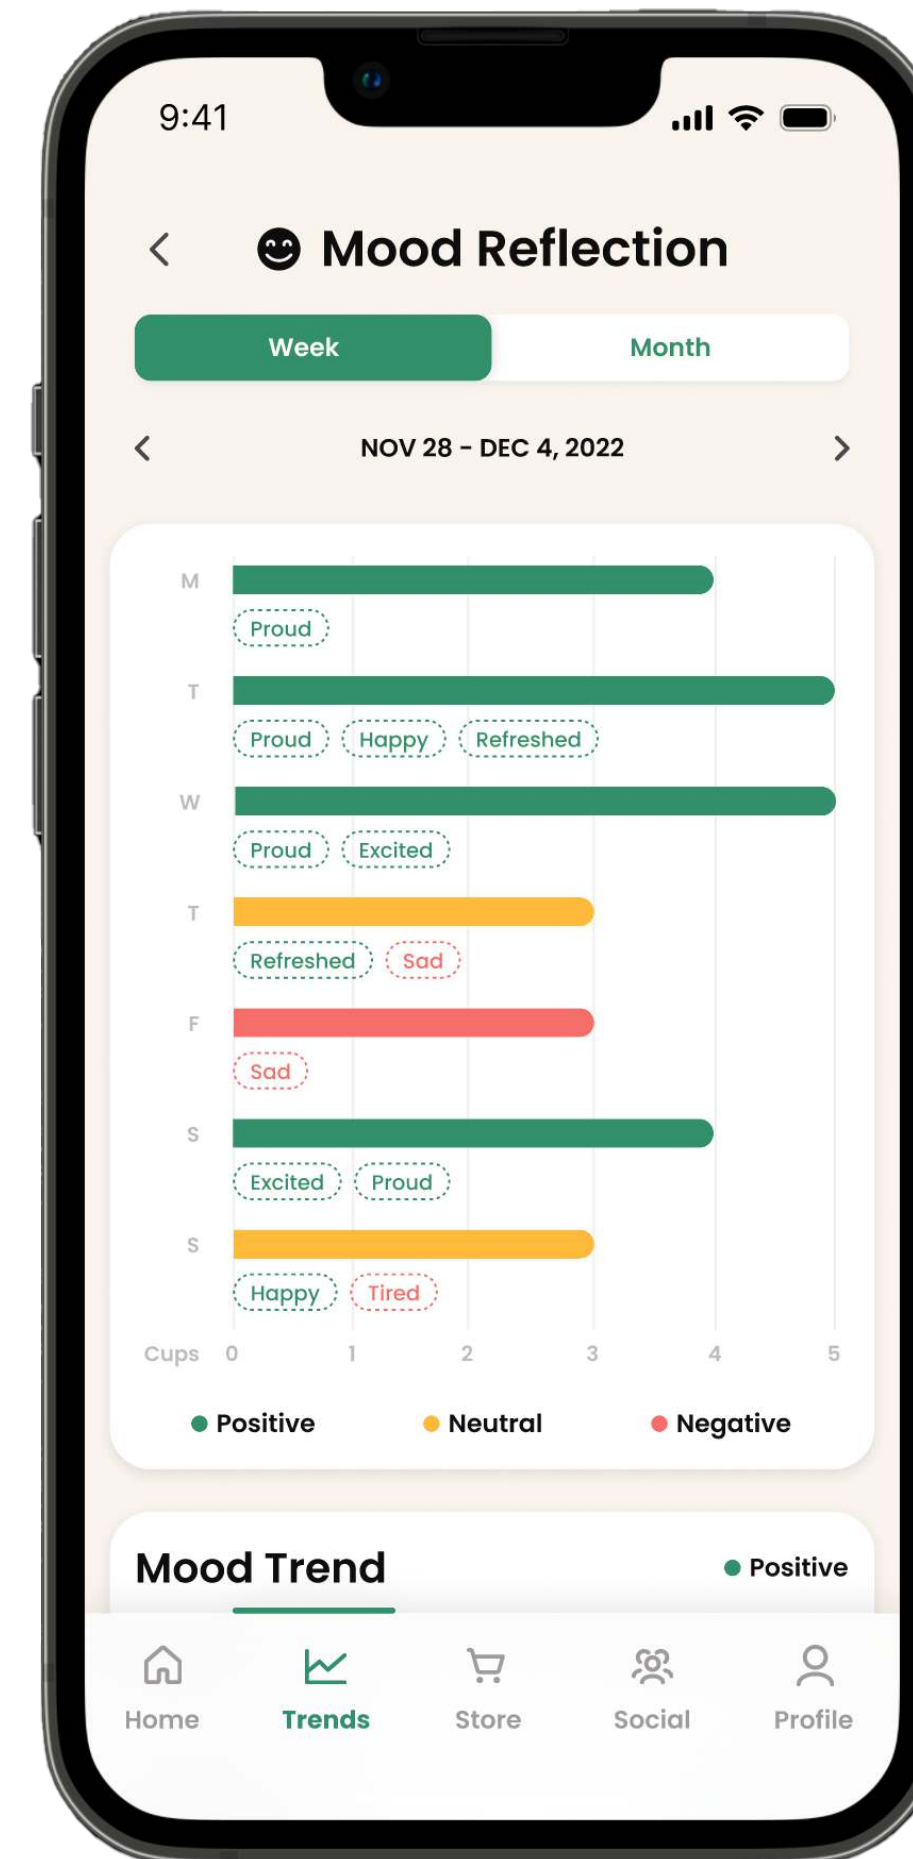 9:41
Mood Reflection
Week Month
NOV 28 - DEC 4, 2022
M
Proud
T
Proud Happy Refreshed
W
Proud Excited
T
Refreshed Sad
F
Sad
S
Excited Proud
S
Happy Tired
Cups 0 1 2 3 4 5
Positive Neutral Negative
Mood Trend Positive
Home Trends Store Social Profile